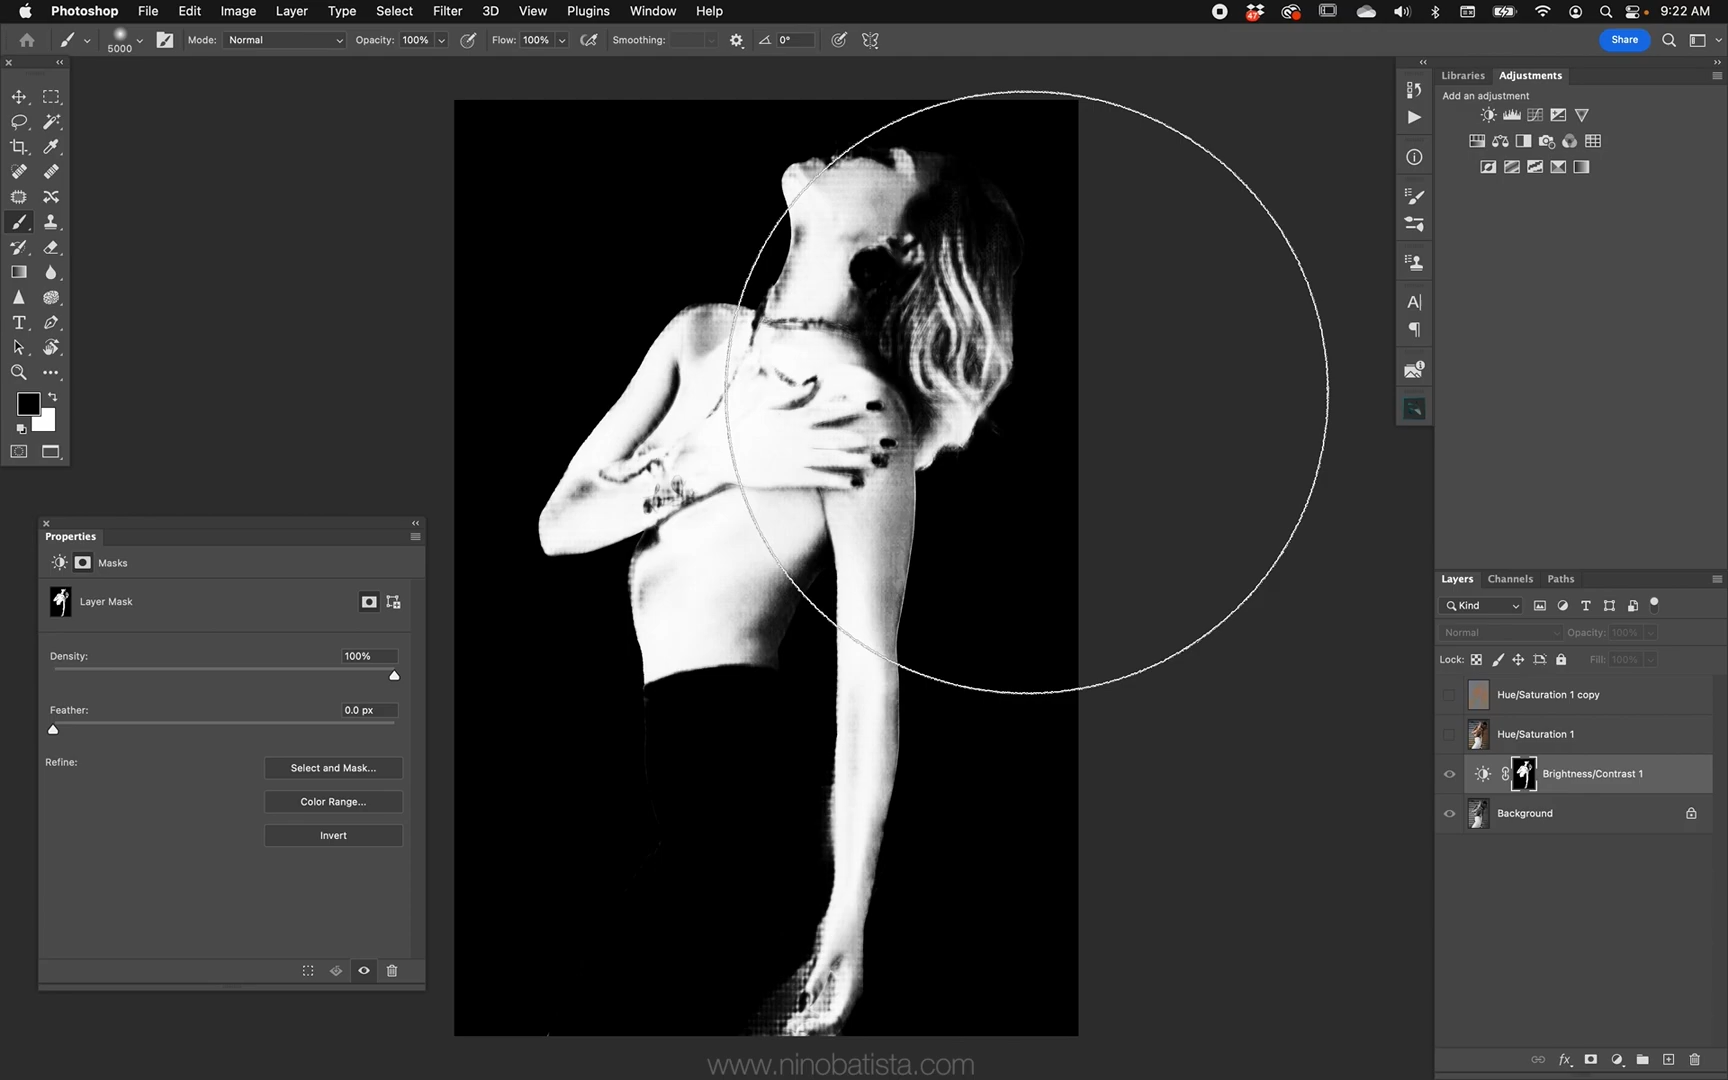 Photoshop File Edit Image Layer Type Select Filter 3D View Plugins Window Help 47 9:22 AM
5000 Mode: Normal Opacity: 100% Flow: 100% Smoothing: 0° Share
Libraries Adjustments
Add an adjustment
Properties
Masks
Layer Mask
Density: 100%
Feather: 0.0 px
Refine: Select and Mask...
Color Range...
Invert
Layers Channels Paths
Kind
Normal Opacity: 100%
Lock: Fill: 100%
Hue/Saturation 1 copy
Hue/Saturation 1
Brightness/Contrast 1
Background
www.ninobatista.com